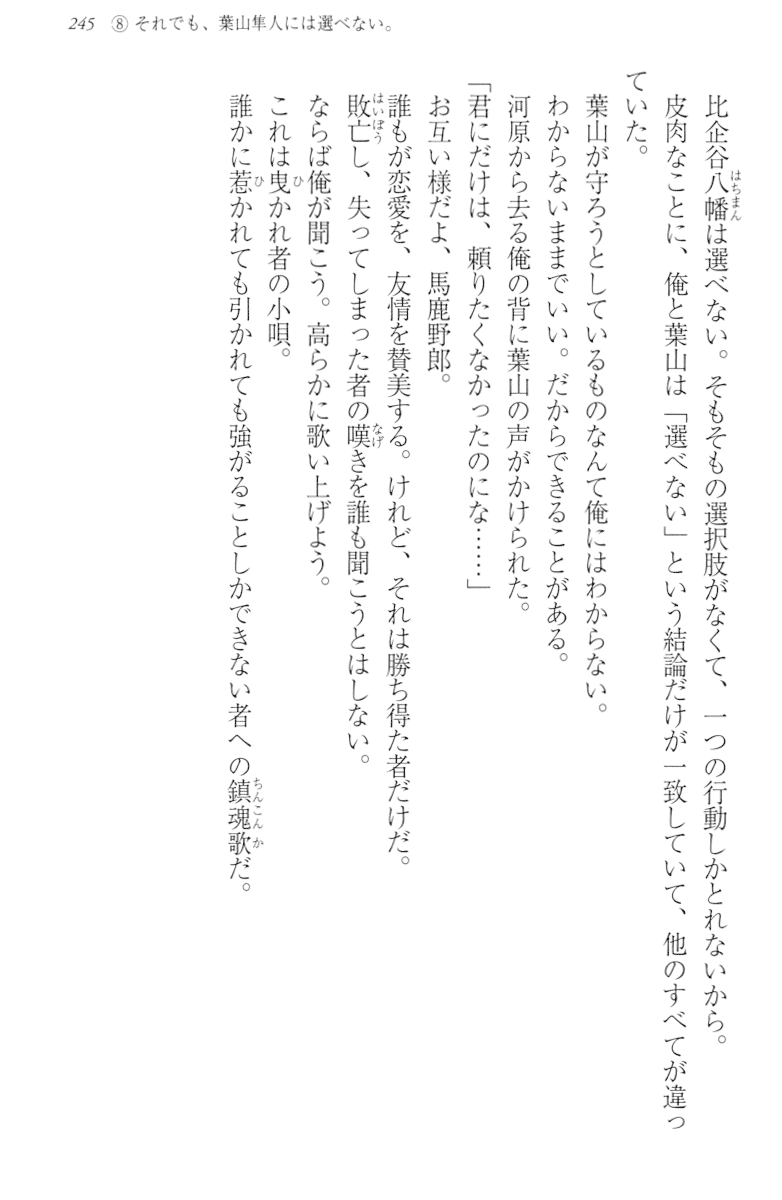 245 ⑧ それでも、葉山隼人には選べない。
比企谷八幡は選べない。そもそもの選択肢がなくて、一つの行動しかとれないから。
皮肉なことに、俺と葉山は「選べない」という結論だけが一致していて、他のすべてが違っ
ていた。
葉山が守ろうとしているものなんて俺にはわからない。
わからないままでいい。だからできることがある。
河原から去る俺の背に葉山の声がかけられた。
「君にだけは、頼りたくなかったのにな……」
お互い様だよ、馬鹿野郎。
誰もが恋愛を、友情を賛美する。けれど、それは勝ち得た者だけだ。
敗亡し、失ってしまった者の嘆きを誰も聞こうとはしない。
ならば俺が聞こう。高らかに歌い上げよう。
これは曳かれ者の小唄。
誰かに惹かれても引かれても強がることしかできない者への鎮魂歌だ。